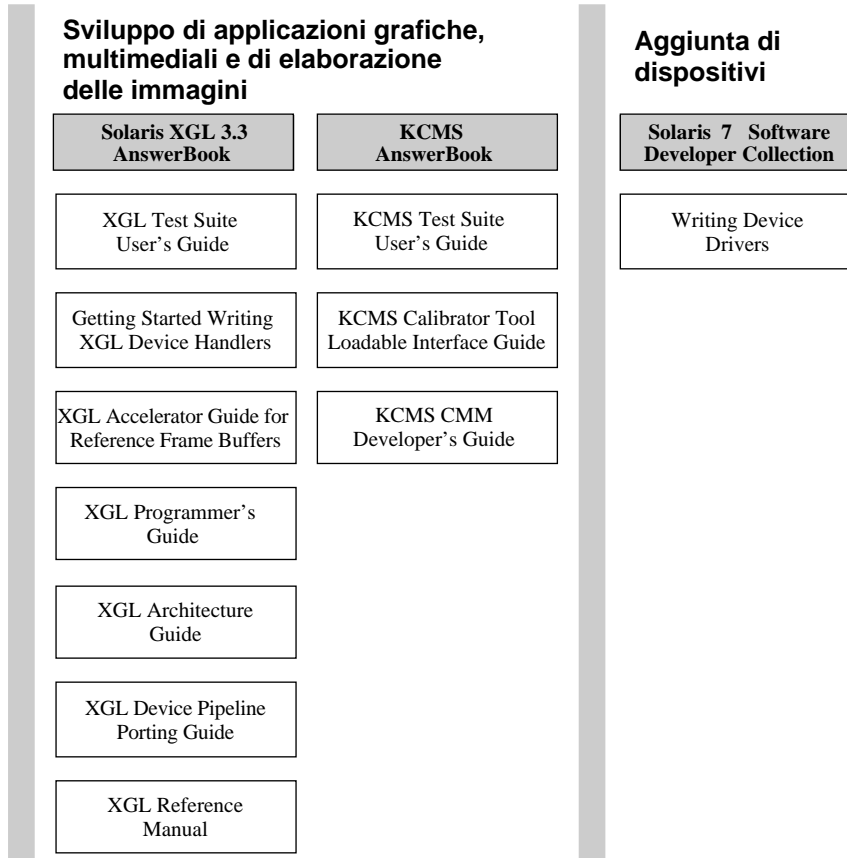 Sviluppo di applicazioni grafiche,
multimediali e di elaborazione
delle immagini
Solaris XGL 3.3
AnswerBook
XGL Test Suite
User’s Guide
Getting Started Writing
XGL Device Handlers
XGL Accelerator Guide for
Reference Frame Buffers
XGL Programmer’s
Guide
XGL Architecture
Guide
XGL Device Pipeline
Porting Guide
XGL Reference
Manual
KCMS
AnswerBook
KCMS Test Suite
User’s Guide
KCMS Calibrator Tool
Loadable Interface Guide
KCMS CMM
Developer’s Guide
Aggiunta di
dispositivi
Solaris 7 Software
Developer Collection
Writing Device
Drivers